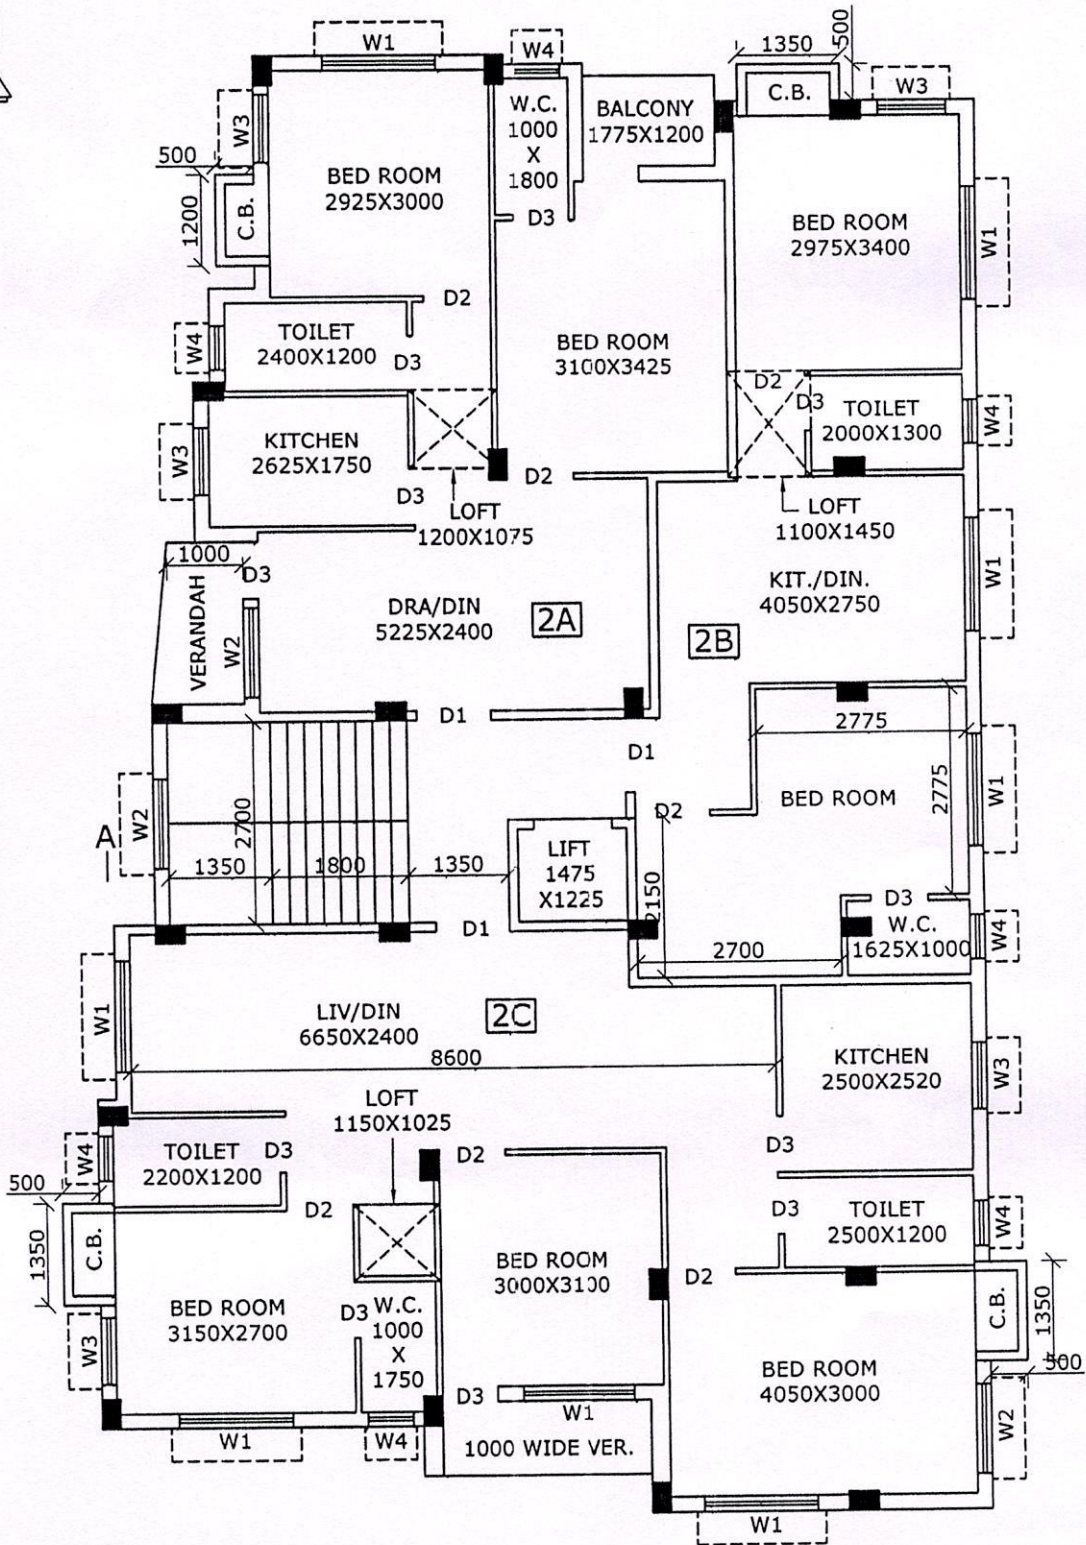 W1
W4
1350
500
C.B.
W3
W3
500
1200
C.B.
BED ROOM
2925X3000
W.C.
1000
X
1800
D3
BALCONY
1775X1200
BED ROOM
2975X3400
W1
D2
W4
TOILET
2400X1200
D3
BED ROOM
3100X3425
D2
D3
TOILET
2000X1300
W4
W3
KITCHEN
2625X1750
D3
LOFT
1200X1075
D2
LOFT
1100X1450
1000
VERANDAH
D3
W2
DRA/DIN
5225X2400
2A
KIT./DIN.
4050X2750
2B
W1
D1
D1
2775
2775
BED ROOM
W1
D2
A
W2
2700
1350
1800
1350
LIFT
1475
X1225
2150
2700
D3
W.C.
1625X1000
W4
D1
W1
LIV/DIN
6650X2400
2C
8600
KITCHEN
2500X2520
W3
LOFT
1150X1025
W4
TOILET
2200X1200
D3
D2
D3
500
1350
C.B.
D2
D3
TOILET
2500X1200
W4
BED ROOM
3150X2700
W3
D3
W.C.
1000
X
1750
BED ROOM
3000X3100
D2
C.B.
1350
500
BED ROOM
4050X3000
W2
D3
W1
W1
W4
1000 WIDE VER.
W1